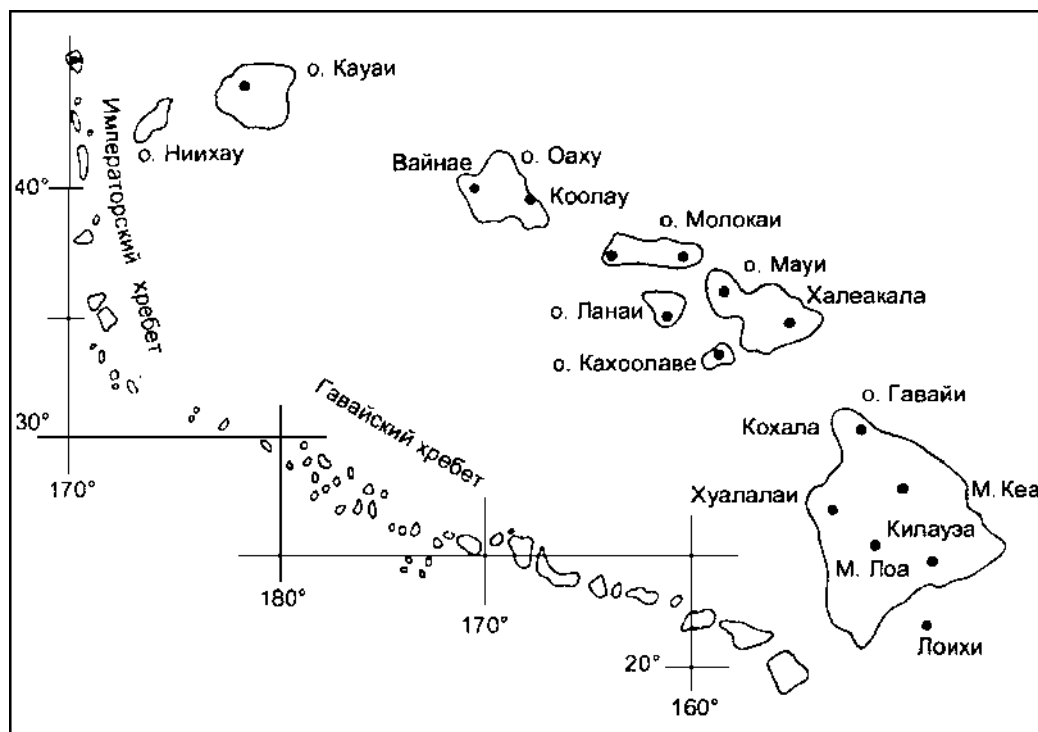 о. Кауаи
Императорский хребет
о. Ниихау
Вайнае
о. Оаху
Коолау
40°
о. Молокаи
о. Мауи
Халеакала
о. Ланаи
о. Кахоолаве
Гавайский хребет
о. Гавайи
Кохала
30°
170°
Хуалалаи
М. Кеа
Килауэа
М. Лоа
180°
170°
Лоихи
20°
160°